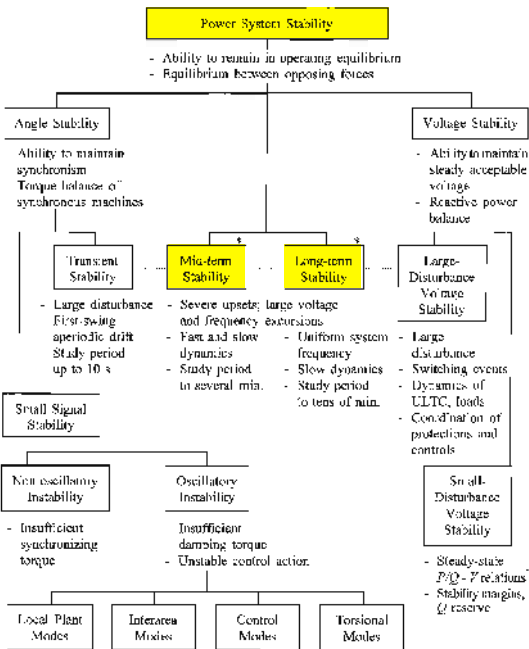 Power System Stability
- Ability to remain in operating equilibrium
- Equilibrium between opposing forces
Angle Stability
Ability to maintain
synchronism
Torque balance of
synchronous machines
Voltage Stability
- Ability to maintain
steady acceptable
voltage
- Reactive power
balance
Transient
Stability
- Large disturbance
First-swing
aperiodic drift
Study period
up to 10 s
*
Mid-term
Stability
*
Long-term
Stability
- Severe upsets; large voltage
and frequency excursions
- Fast and slow
dynamics
- Study period
to several min.
- Uniform system
frequency
- Slow dynamics
- Study period
to tens of min.
Large-
Disturbance
Voltage
Stability
- Large
disturbance
- Switching events
- Dynamics of
ULTC, loads
- Coordination of
protections and
controls
Small Signal
Stability
Non-oscillatory
Instability
- Insufficient
synchronizing
torque
Oscillatory
Instability
Insufficient
damping torque
- Unstable control action
Small-
Disturbance
Voltage
Stability
- Steady-state
P/Q - V relations
- Stability margins,
Q reserve
Local Plant
Modes
Interarea
Modes
Control
Modes
Torsional
Modes